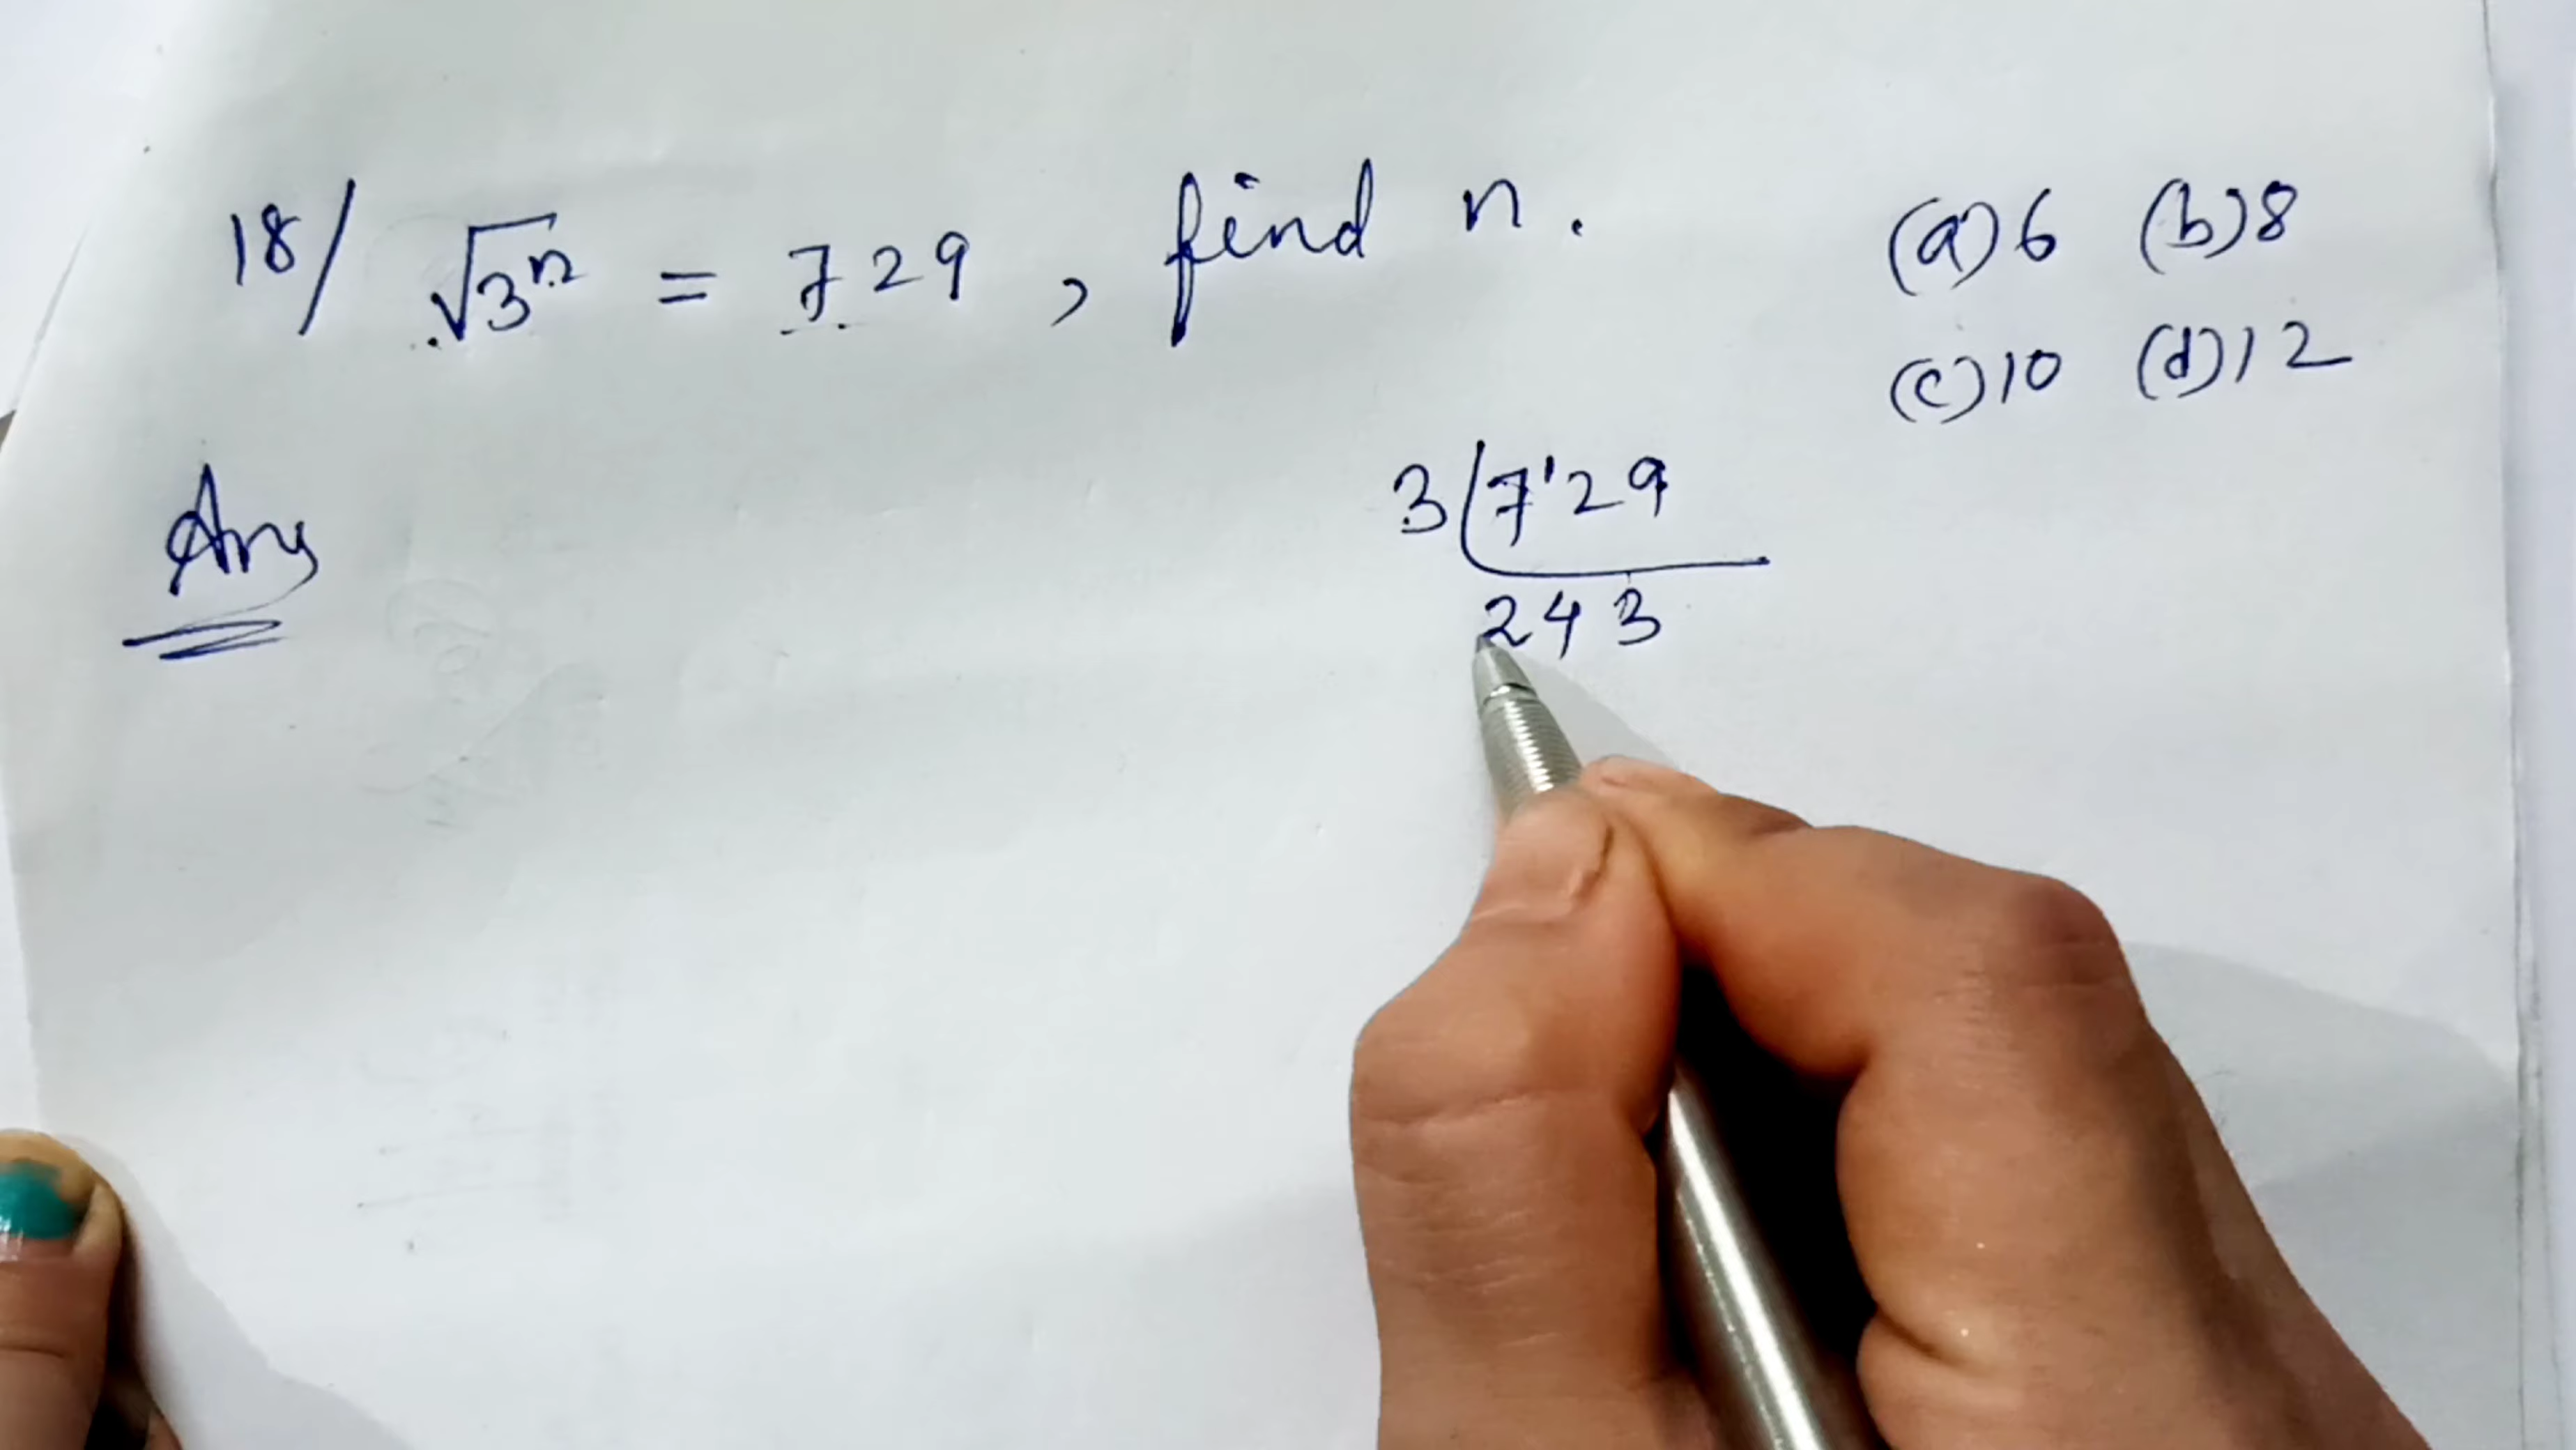 18/ √3ⁿ = 729, find n.
(a) 6 (b) 8
(c) 10 (d) 12
Ans
3 7'29
243